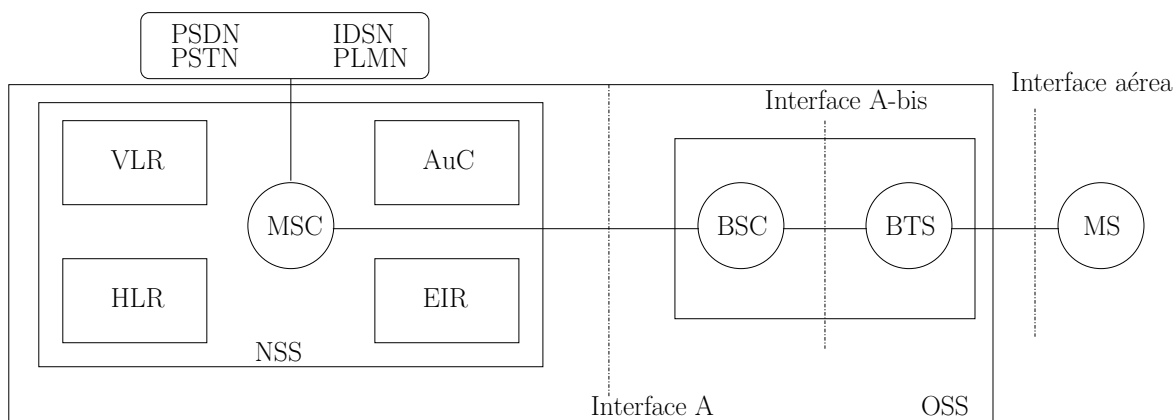 PSDN IDSN
PSTN PLMN
Interface aérea
Interface A-bis
VLR AuC
MSC BSC BTS MS
HLR EIR
NSS
Interface A OSS